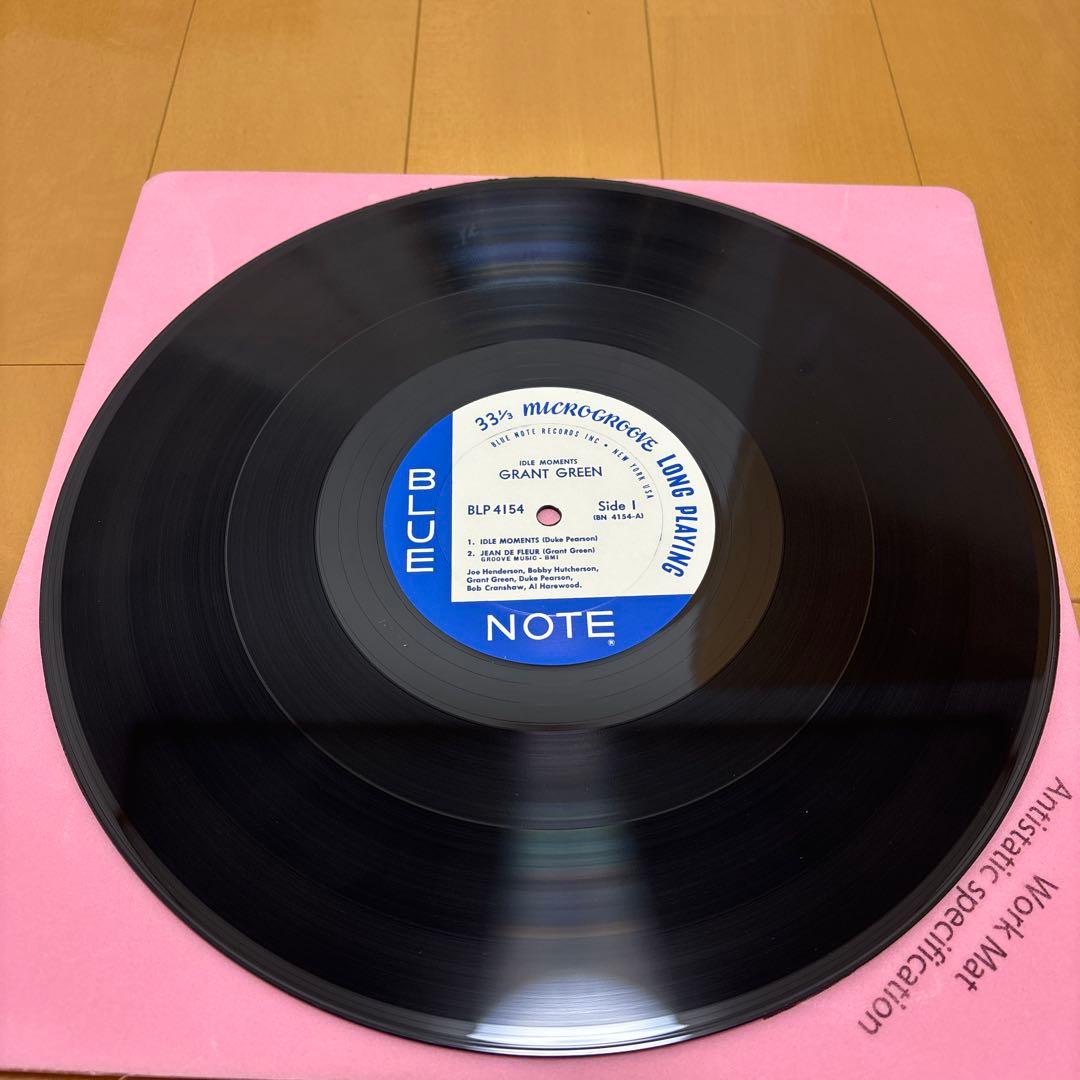 33⅓ MICROGROOVE LONG PLAYING
BLUE NOTE RECORDS INC • NEW YORK USA
IDLE MOMENTS
GRANT GREEN
BLP 4154
Side 1
(BN 4154-A)
1. IDLE MOMENTS (Duke Pearson)
2. JEAN DE FLEUR (Grant Green)
GROOVE MUSIC - BMI
Joe Henderson, Bobby Hutcherson,
Grant Green, Duke Pearson,
Bob Cranshaw, Al Harewood.
BLUE
NOTE®
Work Mat
Antistatic specification